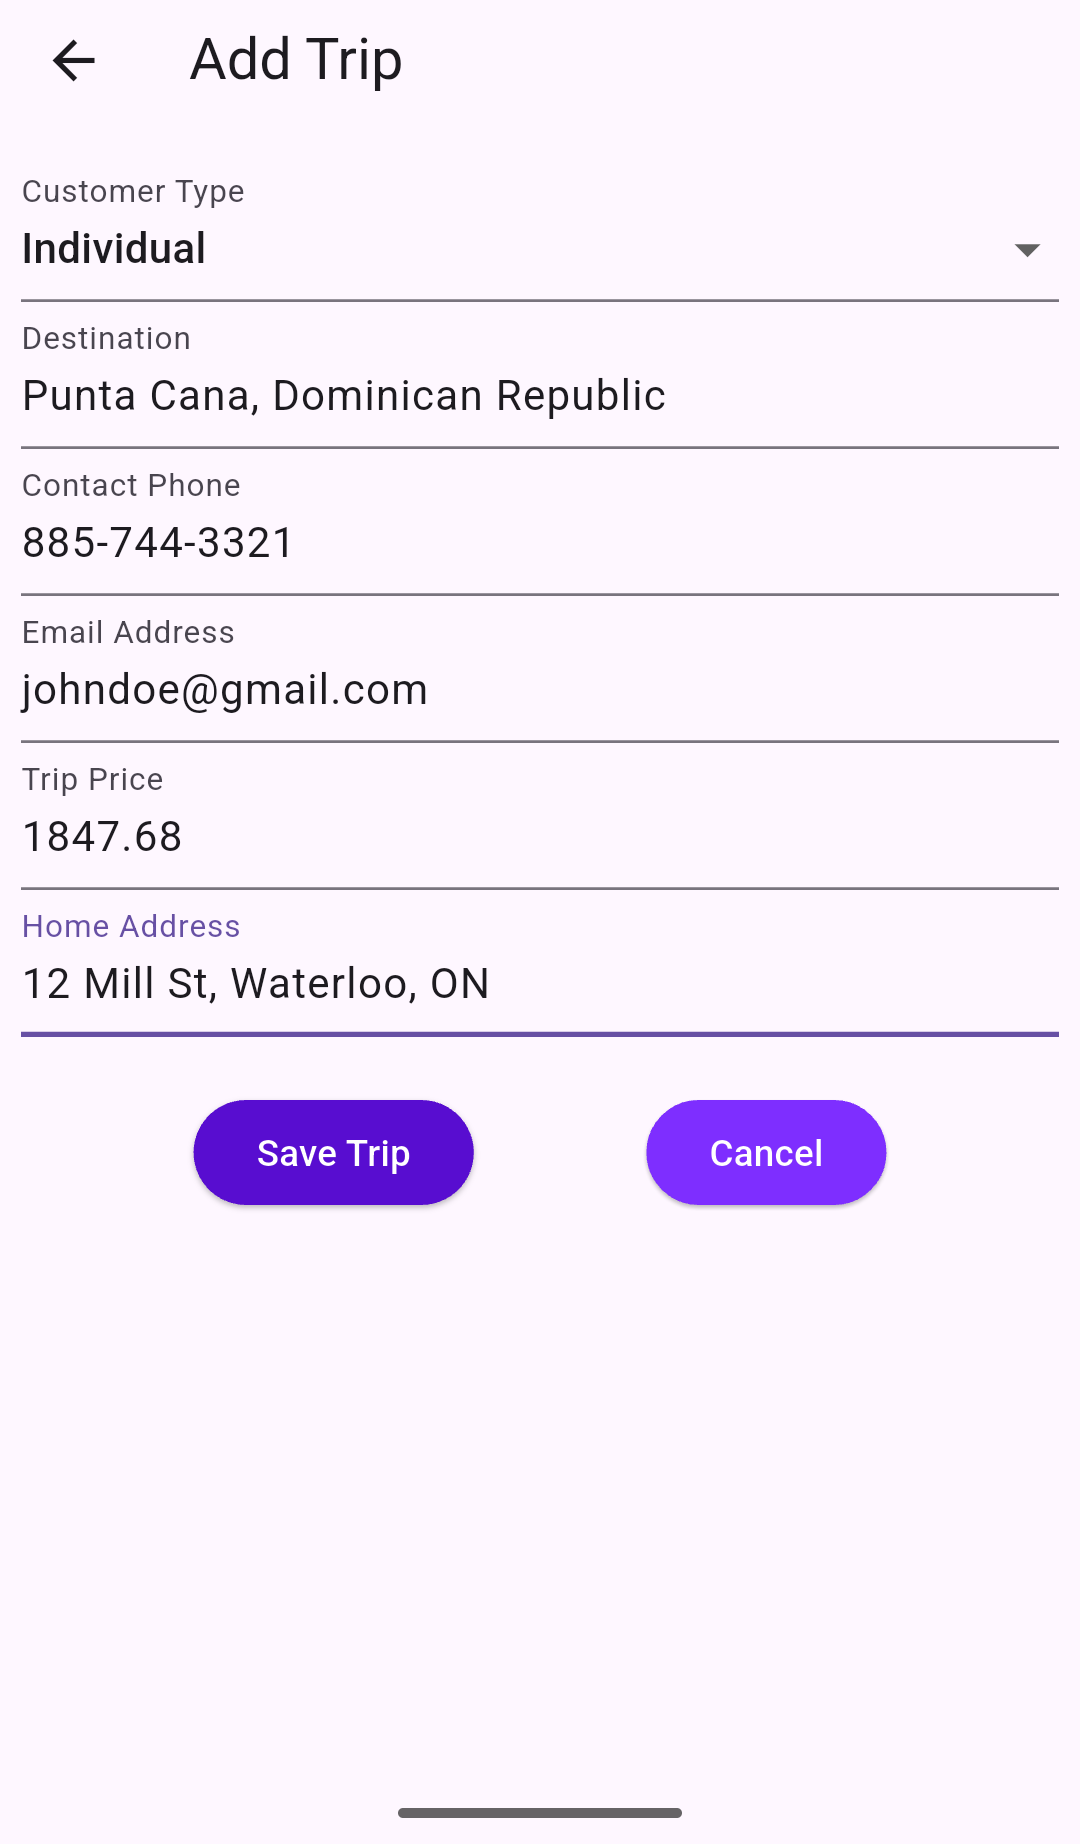 Add Trip
Customer Type
Individual
Destination
Punta Cana, Dominican Republic
Contact Phone
885-744-3321
Email Address
johndoe@gmail.com
Trip Price
1847.68
Home Address
12 Mill St, Waterloo, ON
Save Trip
Cancel